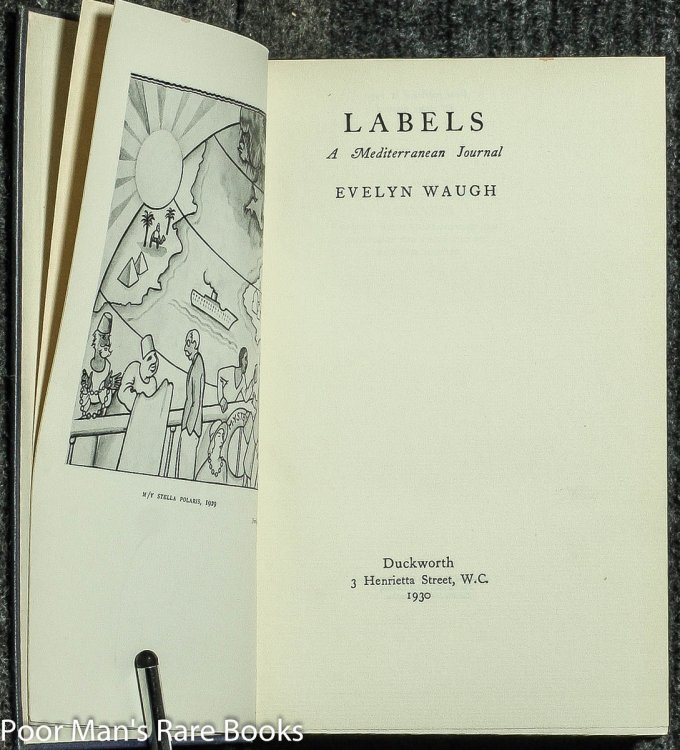 LABELS
A Mediterranean Journal
EVELYN WAUGH
M/Y STELLA POLARIS, 1929
Duckworth
3 Henrietta Street, W.C.
1930
Poor Man's Rare Books